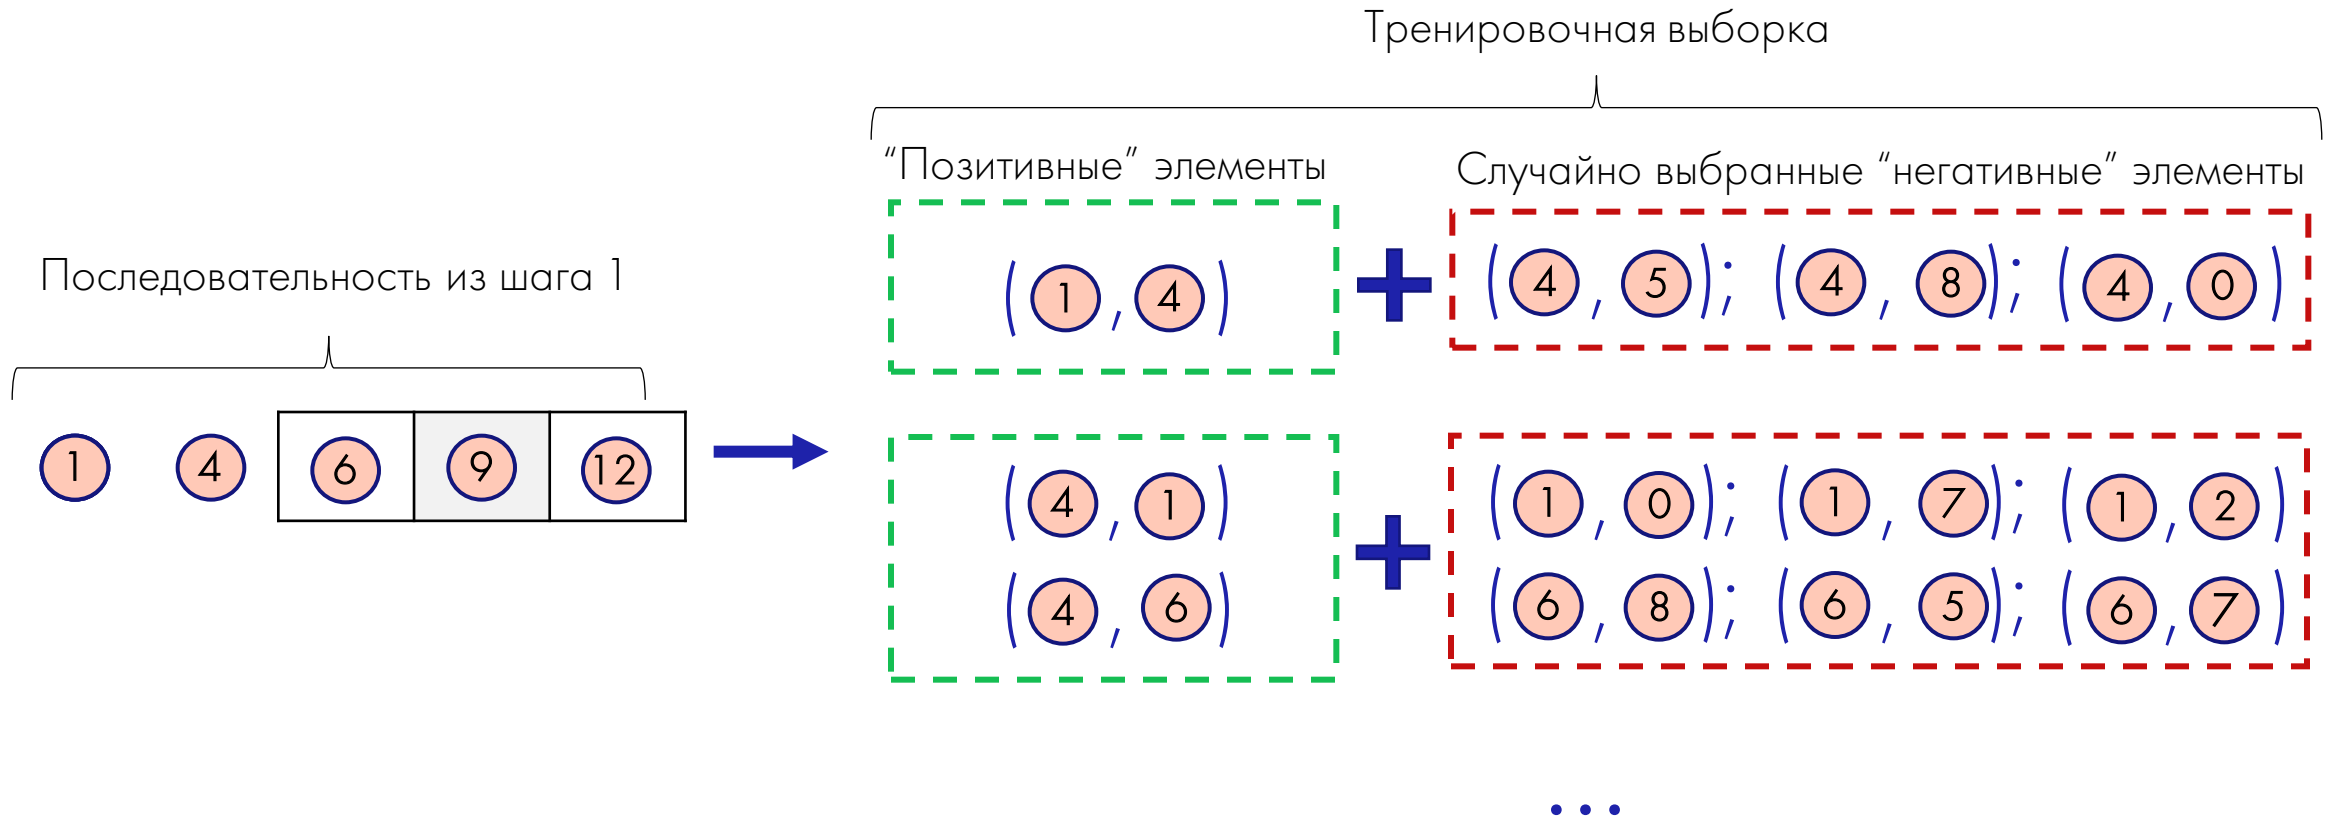 Тренировочная выборка
“Позитивные” элементы
Случайно выбранные “негативные” элементы
(1, 4)
(4, 5); (4, 8); (4, 0)
Последовательность из шага 1
1 4 6 9 12
(4, 1)
(1, 0); (1, 7); (1, 2)
(4, 6)
(6, 8); (6, 5); (6, 7)
...